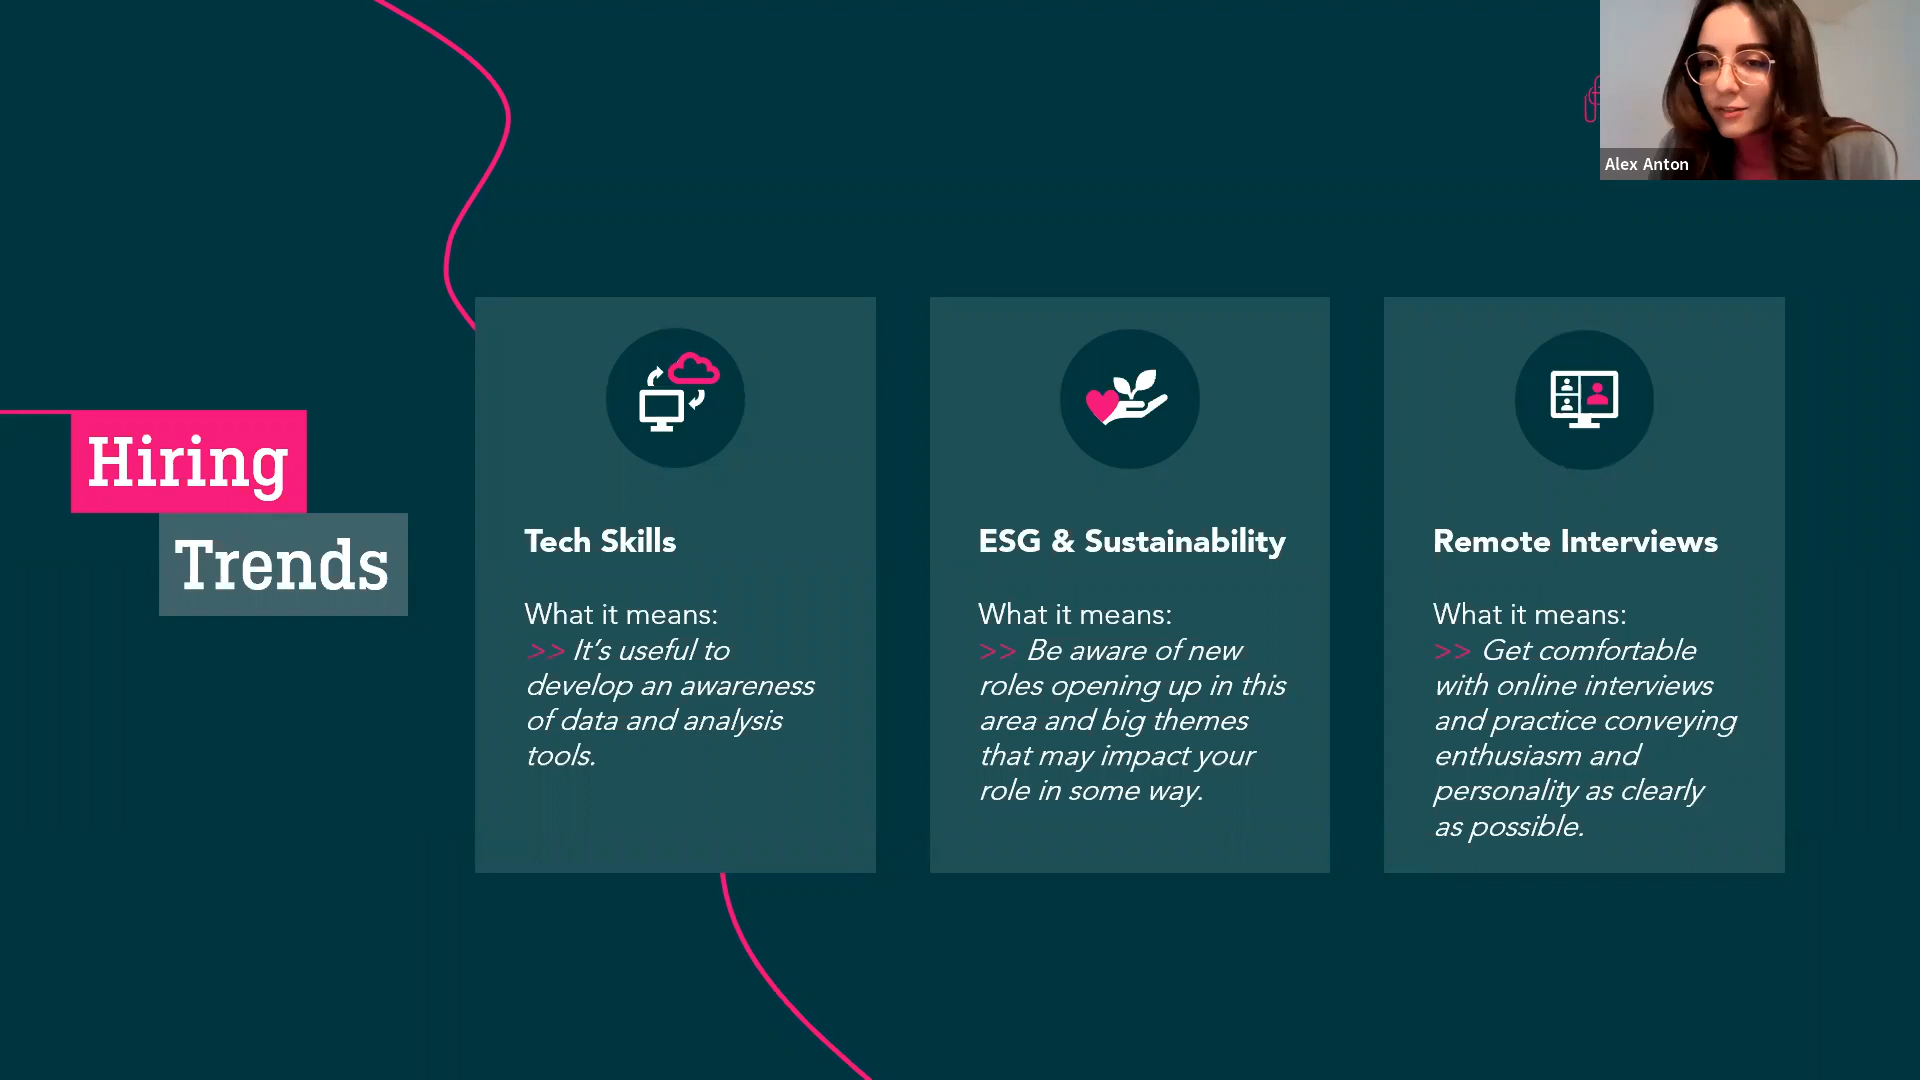 Alex Anton
Hiring
Trends
Tech Skills
What it means:
>> It’s useful to
develop an awareness
of data and analysis
tools.
ESG & Sustainability
What it means:
>> Be aware of new
roles opening up in this
area and big themes
that may impact your
role in some way.
Remote Interviews
What it means:
>> Get comfortable
with online interviews
and practice conveying
enthusiasm and
personality as clearly
as possible.